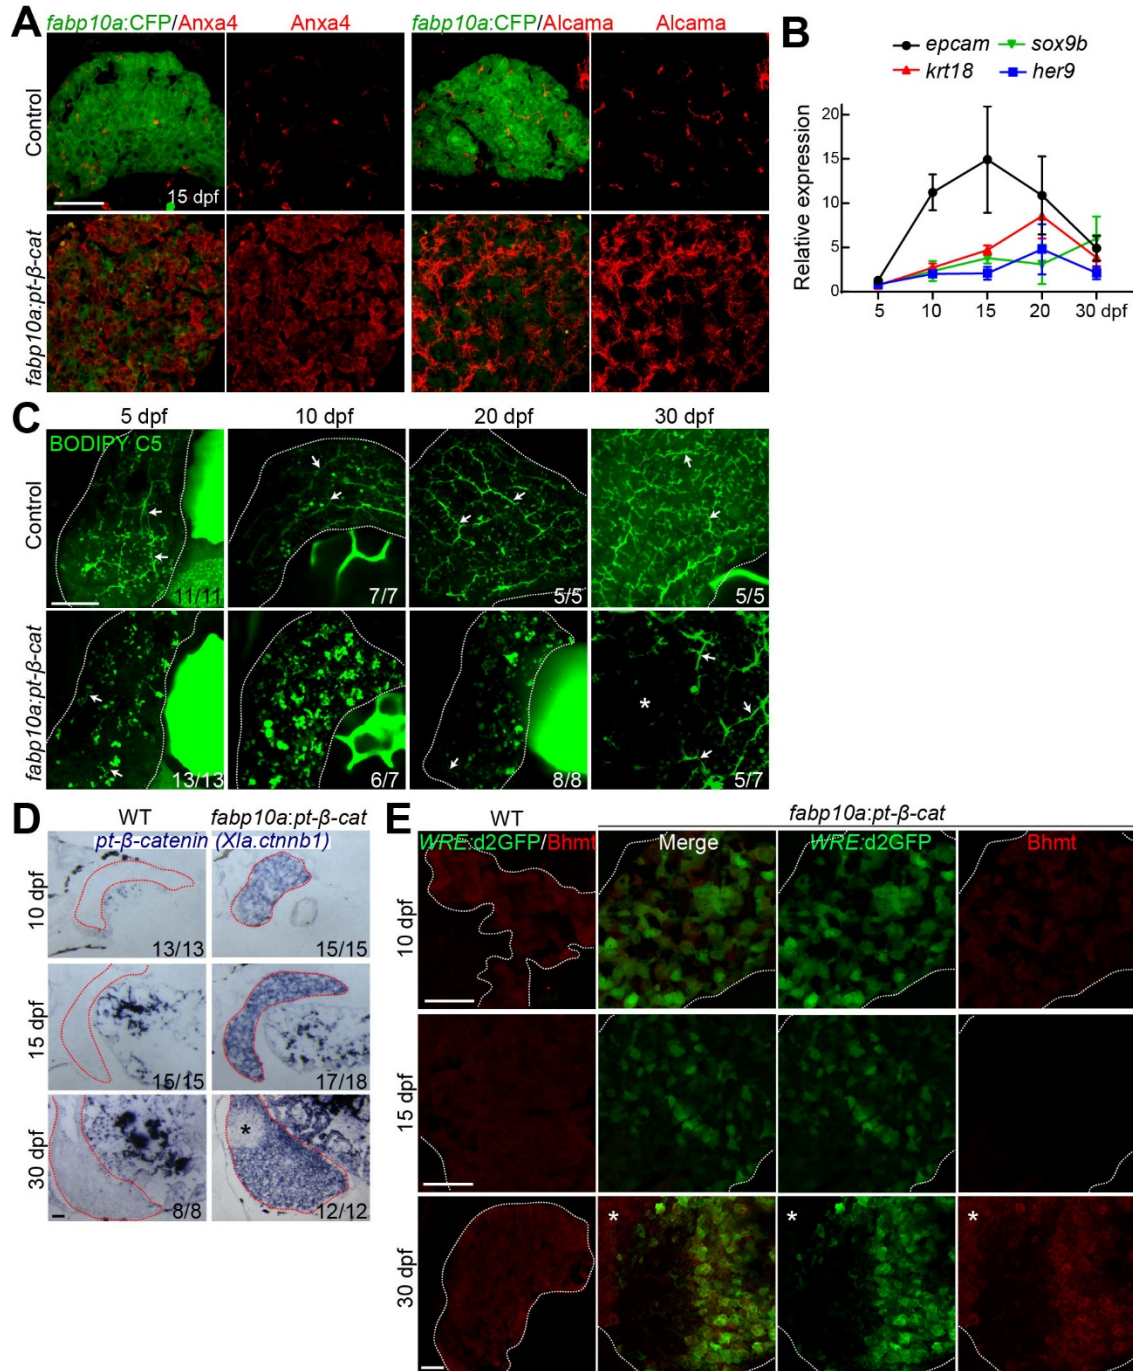 A
fabp10a:CFP/Anxa4
Anxa4
fabp10a:CFP/Alcama
Alcama
Control
15 dpf
fabp10a:pt-β-cat
B
epcam
sox9b
krt18
her9
Relative expression
20
15
10
5
0
5
10
15
20
30 dpf
C
5 dpf
10 dpf
20 dpf
30 dpf
BODIPY C5
Control
11/11
7/7
5/5
5/5
fabp10a:pt-β-cat
13/13
6/7
8/8
*
5/7
D
WT
fabp10a:pt-β-cat
pt-β-catenin (Xla.ctnnb1)
10 dpf
13/13
15/15
15 dpf
15/15
17/18
30 dpf
*
8/8
12/12
E
WT
fabp10a:pt-β-cat
WRE:d2GFP/Bhmt
Merge
WRE:d2GFP
Bhmt
10 dpf
15 dpf
30 dpf
*
*
*